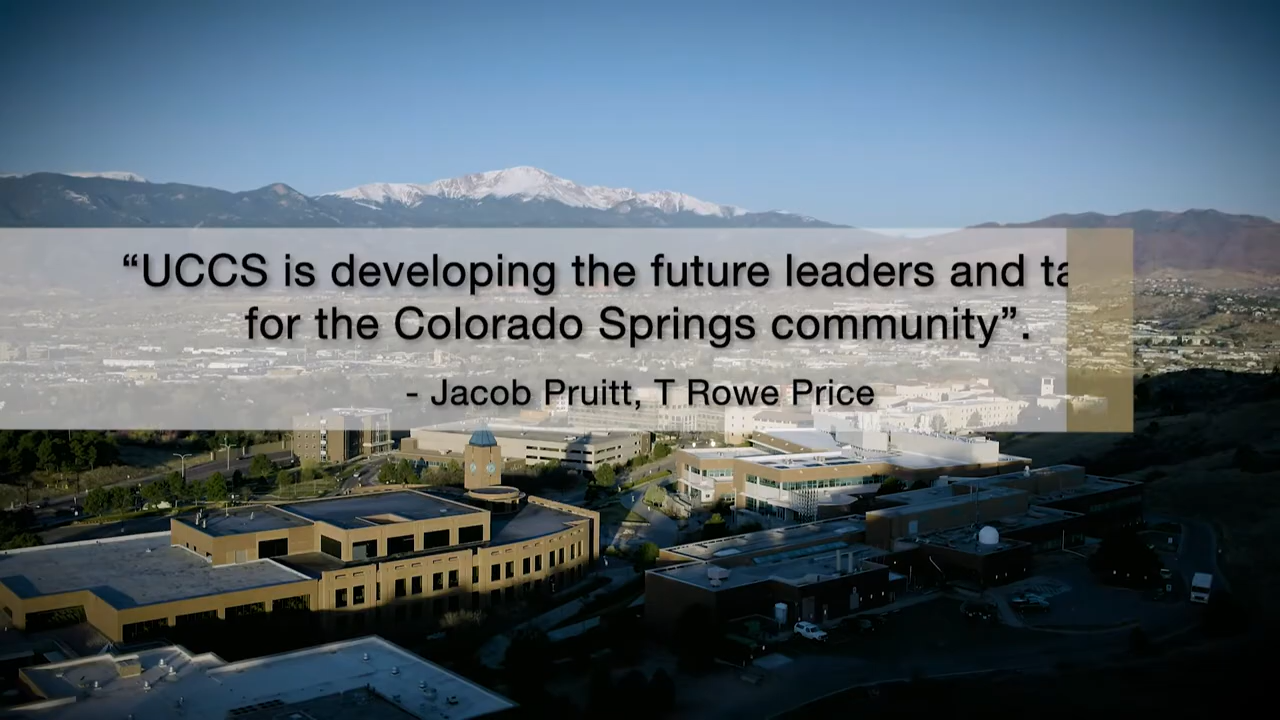 “UCCS is developing the future leaders and ta
for the Colorado Springs community”.
- Jacob Pruitt, T Rowe Price